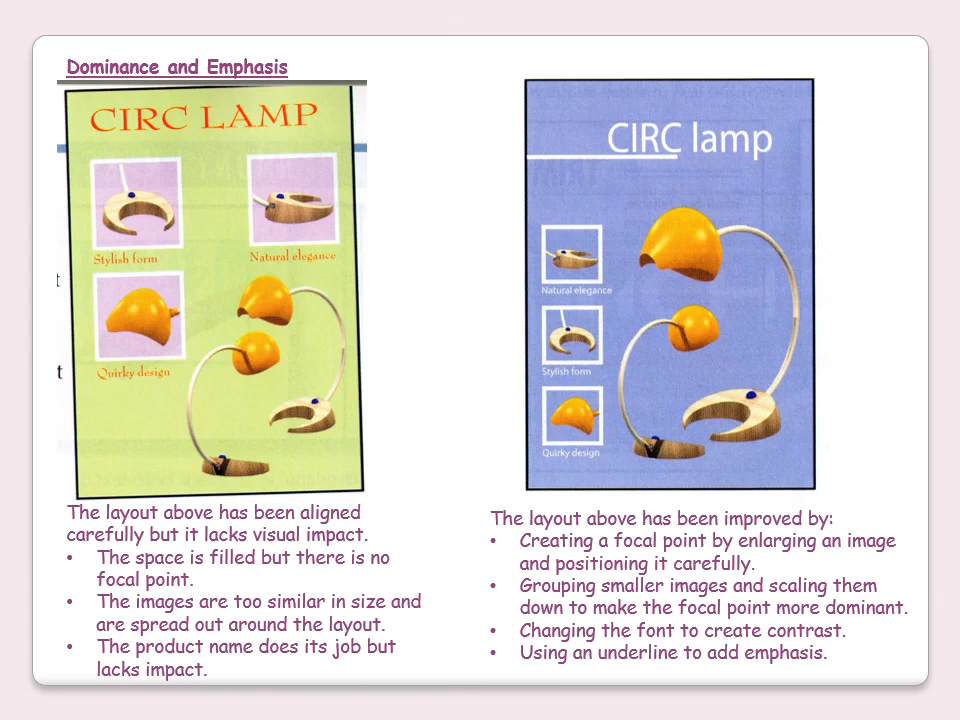 Dominance and Emphasis
CIRC LAMP
Stylish form
Natural elegance
Quirky design
t
t
The layout above has been aligned
carefully but it lacks visual impact.
• The space is filled but there is no
focal point.
• The images are too similar in size and
are spread out around the layout.
• The product name does its job but
lacks impact.
CIRC lamp
Natural elegance
Stylish form
Quirky design
The layout above has been improved by:
• Creating a focal point by enlarging an image
and positioning it carefully.
• Grouping smaller images and scaling them
down to make the focal point more dominant.
• Changing the font to create contrast.
• Using an underline to add emphasis.